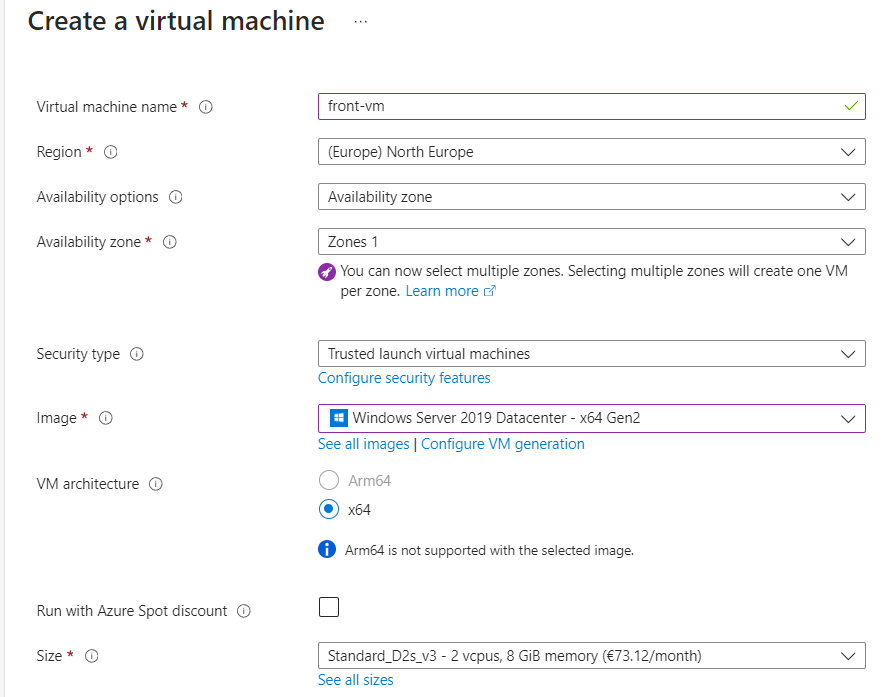 Create a virtual machine ...
Virtual machine name * front-vm
Region * (Europe) North Europe
Availability options Availability zone
Availability zone * Zones 1
You can now select multiple zones. Selecting multiple zones will create one VM
per zone. Learn more
Security type Trusted launch virtual machines
Configure security features
Image * Windows Server 2019 Datacenter - x64 Gen2
See all images | Configure VM generation
VM architecture Arm64
x64
Arm64 is not supported with the selected image.
Run with Azure Spot discount
Size * Standard_D2s_v3 - 2 vcpus, 8 GiB memory (€73.12/month)
See all sizes